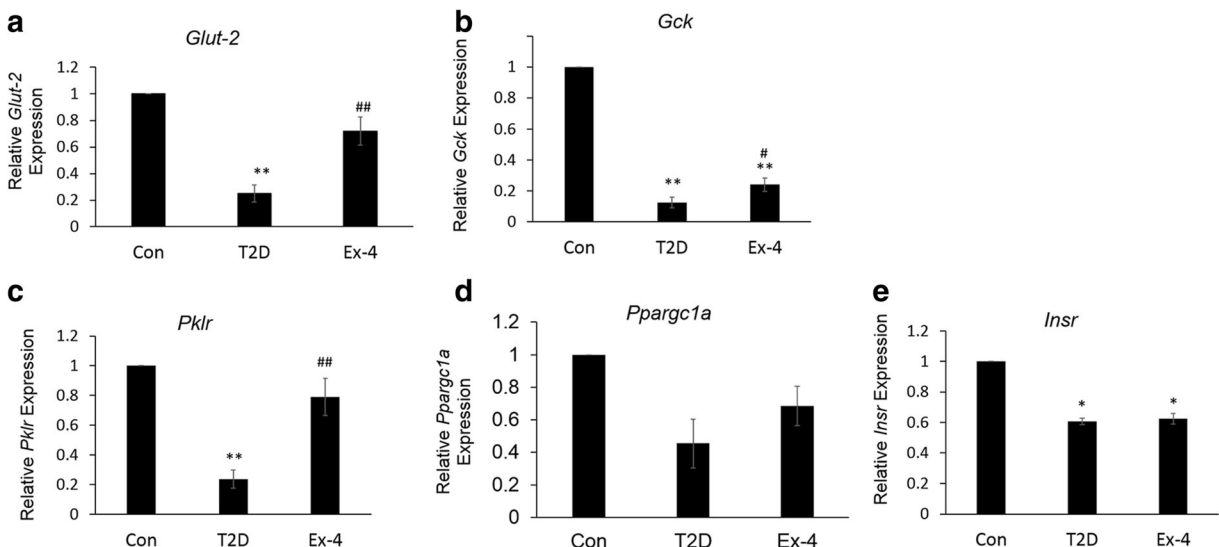 a
Glut-2
Relative Glut-2
Expression
1.2
1
0.8
0.6
0.4
0.2
0
**
##
Con T2D Ex-4
b
Gck
Relative Gck Expression
1
0.8
0.6
0.4
0.2
0
**
#
**
Con T2D Ex-4
c
Pklr
Relative Pklr Expression
1.2
1
0.8
0.6
0.4
0.2
0
**
##
Con T2D Ex-4
d
Ppargc1a
Relative Ppargc1a
Expression
1.2
1
0.8
0.6
0.4
0.2
0
Con T2D Ex-4
e
Insr
Relative Insr Expression
1.2
1
0.8
0.6
0.4
0.2
0
*
*
Con T2D Ex-4